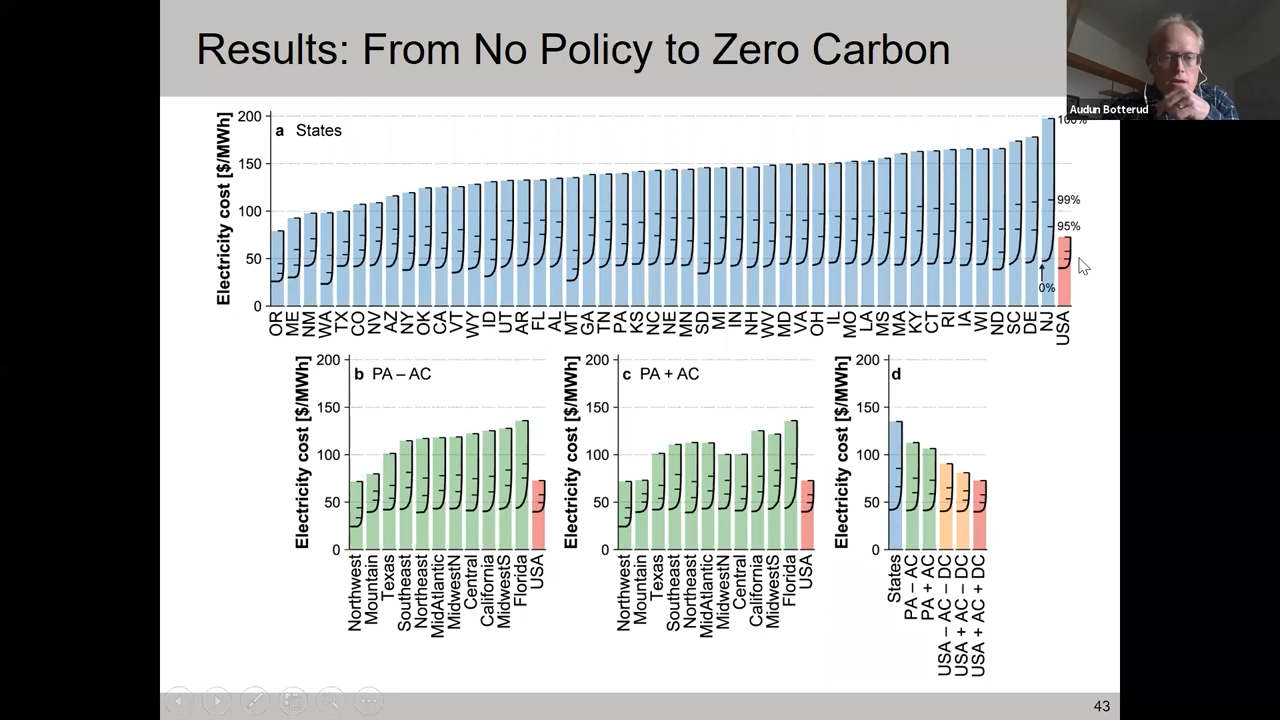 Results: From No Policy to Zero Carbon
Audun Botterud
Electricity cost [$/MWh]
200
150
100
50
0
a States
100%
99%
95%
0%
OR ME NM WA TX CO NV AZ NY OK CA VT WY ID UT AR FL AL MT GA TN PA KS NC NE MN SD MI IN NH WV MD VA OH IL MO LA MS MA KY CT RI IA WI ND SC DE NJ USA
Electricity cost [$/MWh]
200
150
100
50
0
b PA – AC
Northwest
Mountain
Texas
Southeast
Northeast
MidAtlantic
MidwestN
Central
California
MidwestS
Florida
USA
Electricity cost [$/MWh]
200
150
100
50
0
c PA + AC
Northwest
Mountain
Texas
Southeast
Northeast
MidAtlantic
MidwestN
Central
California
MidwestS
Florida
USA
Electricity cost [$/MWh]
200
150
100
50
0
d
States
PA – AC
PA + AC
USA – AC – DC
USA + AC – DC
USA + AC + DC
43